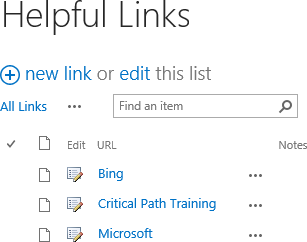 Helpful Links
new link or edit this list
All Links ••• Find an item
Edit URL Notes
Bing •••
Critical Path Training •••
Microsoft •••